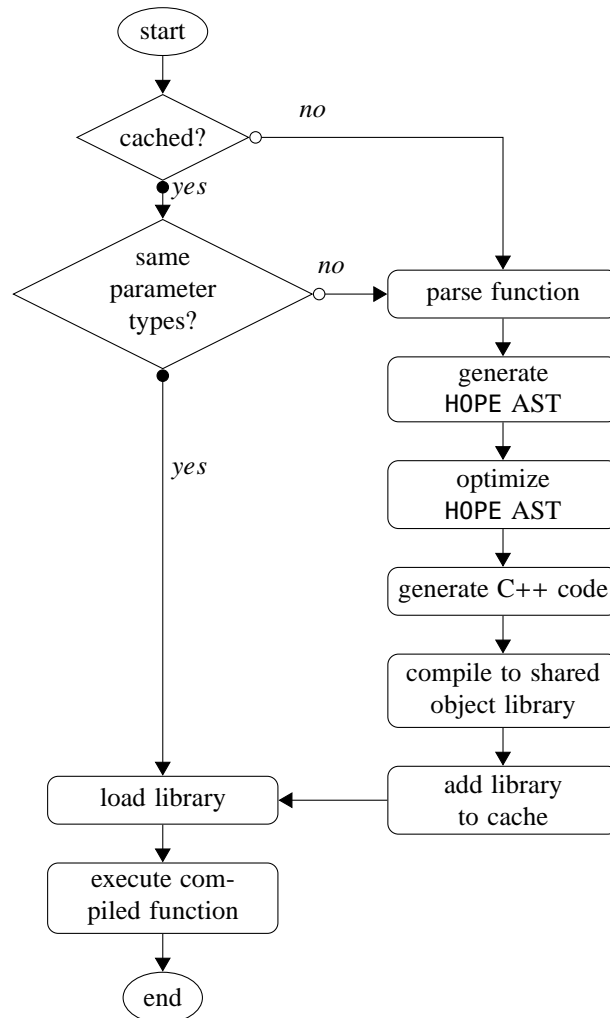 start
no
cached?
yes
same
parameter
types?
no
parse function
generate
HOPE AST
yes
optimize
HOPE AST
generate C++ code
compile to shared
object library
load library
add library
to cache
execute com-
piled function
end